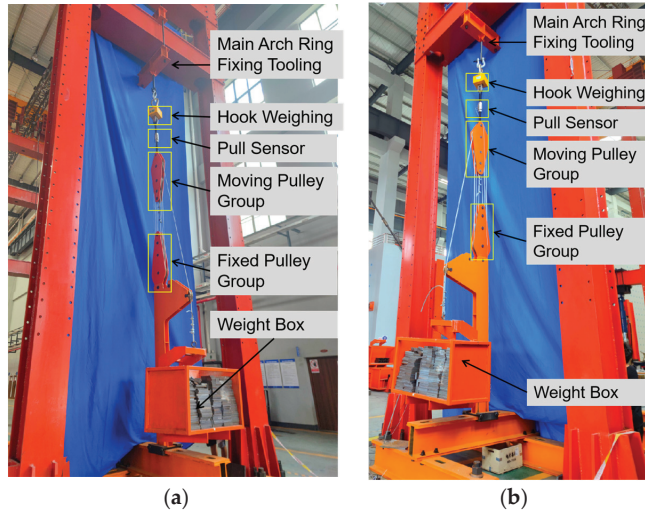 Main Arch Ring
Fixing Tooling
Hook Weighing
Pull Sensor
Moving Pulley
Group
Fixed Pulley
Group
Weight Box
(a)
Main Arch Ring
Fixing Tooling
Hook Weighing
Pull Sensor
Moving Pulley
Group
Fixed Pulley
Group
Weight Box
(b)